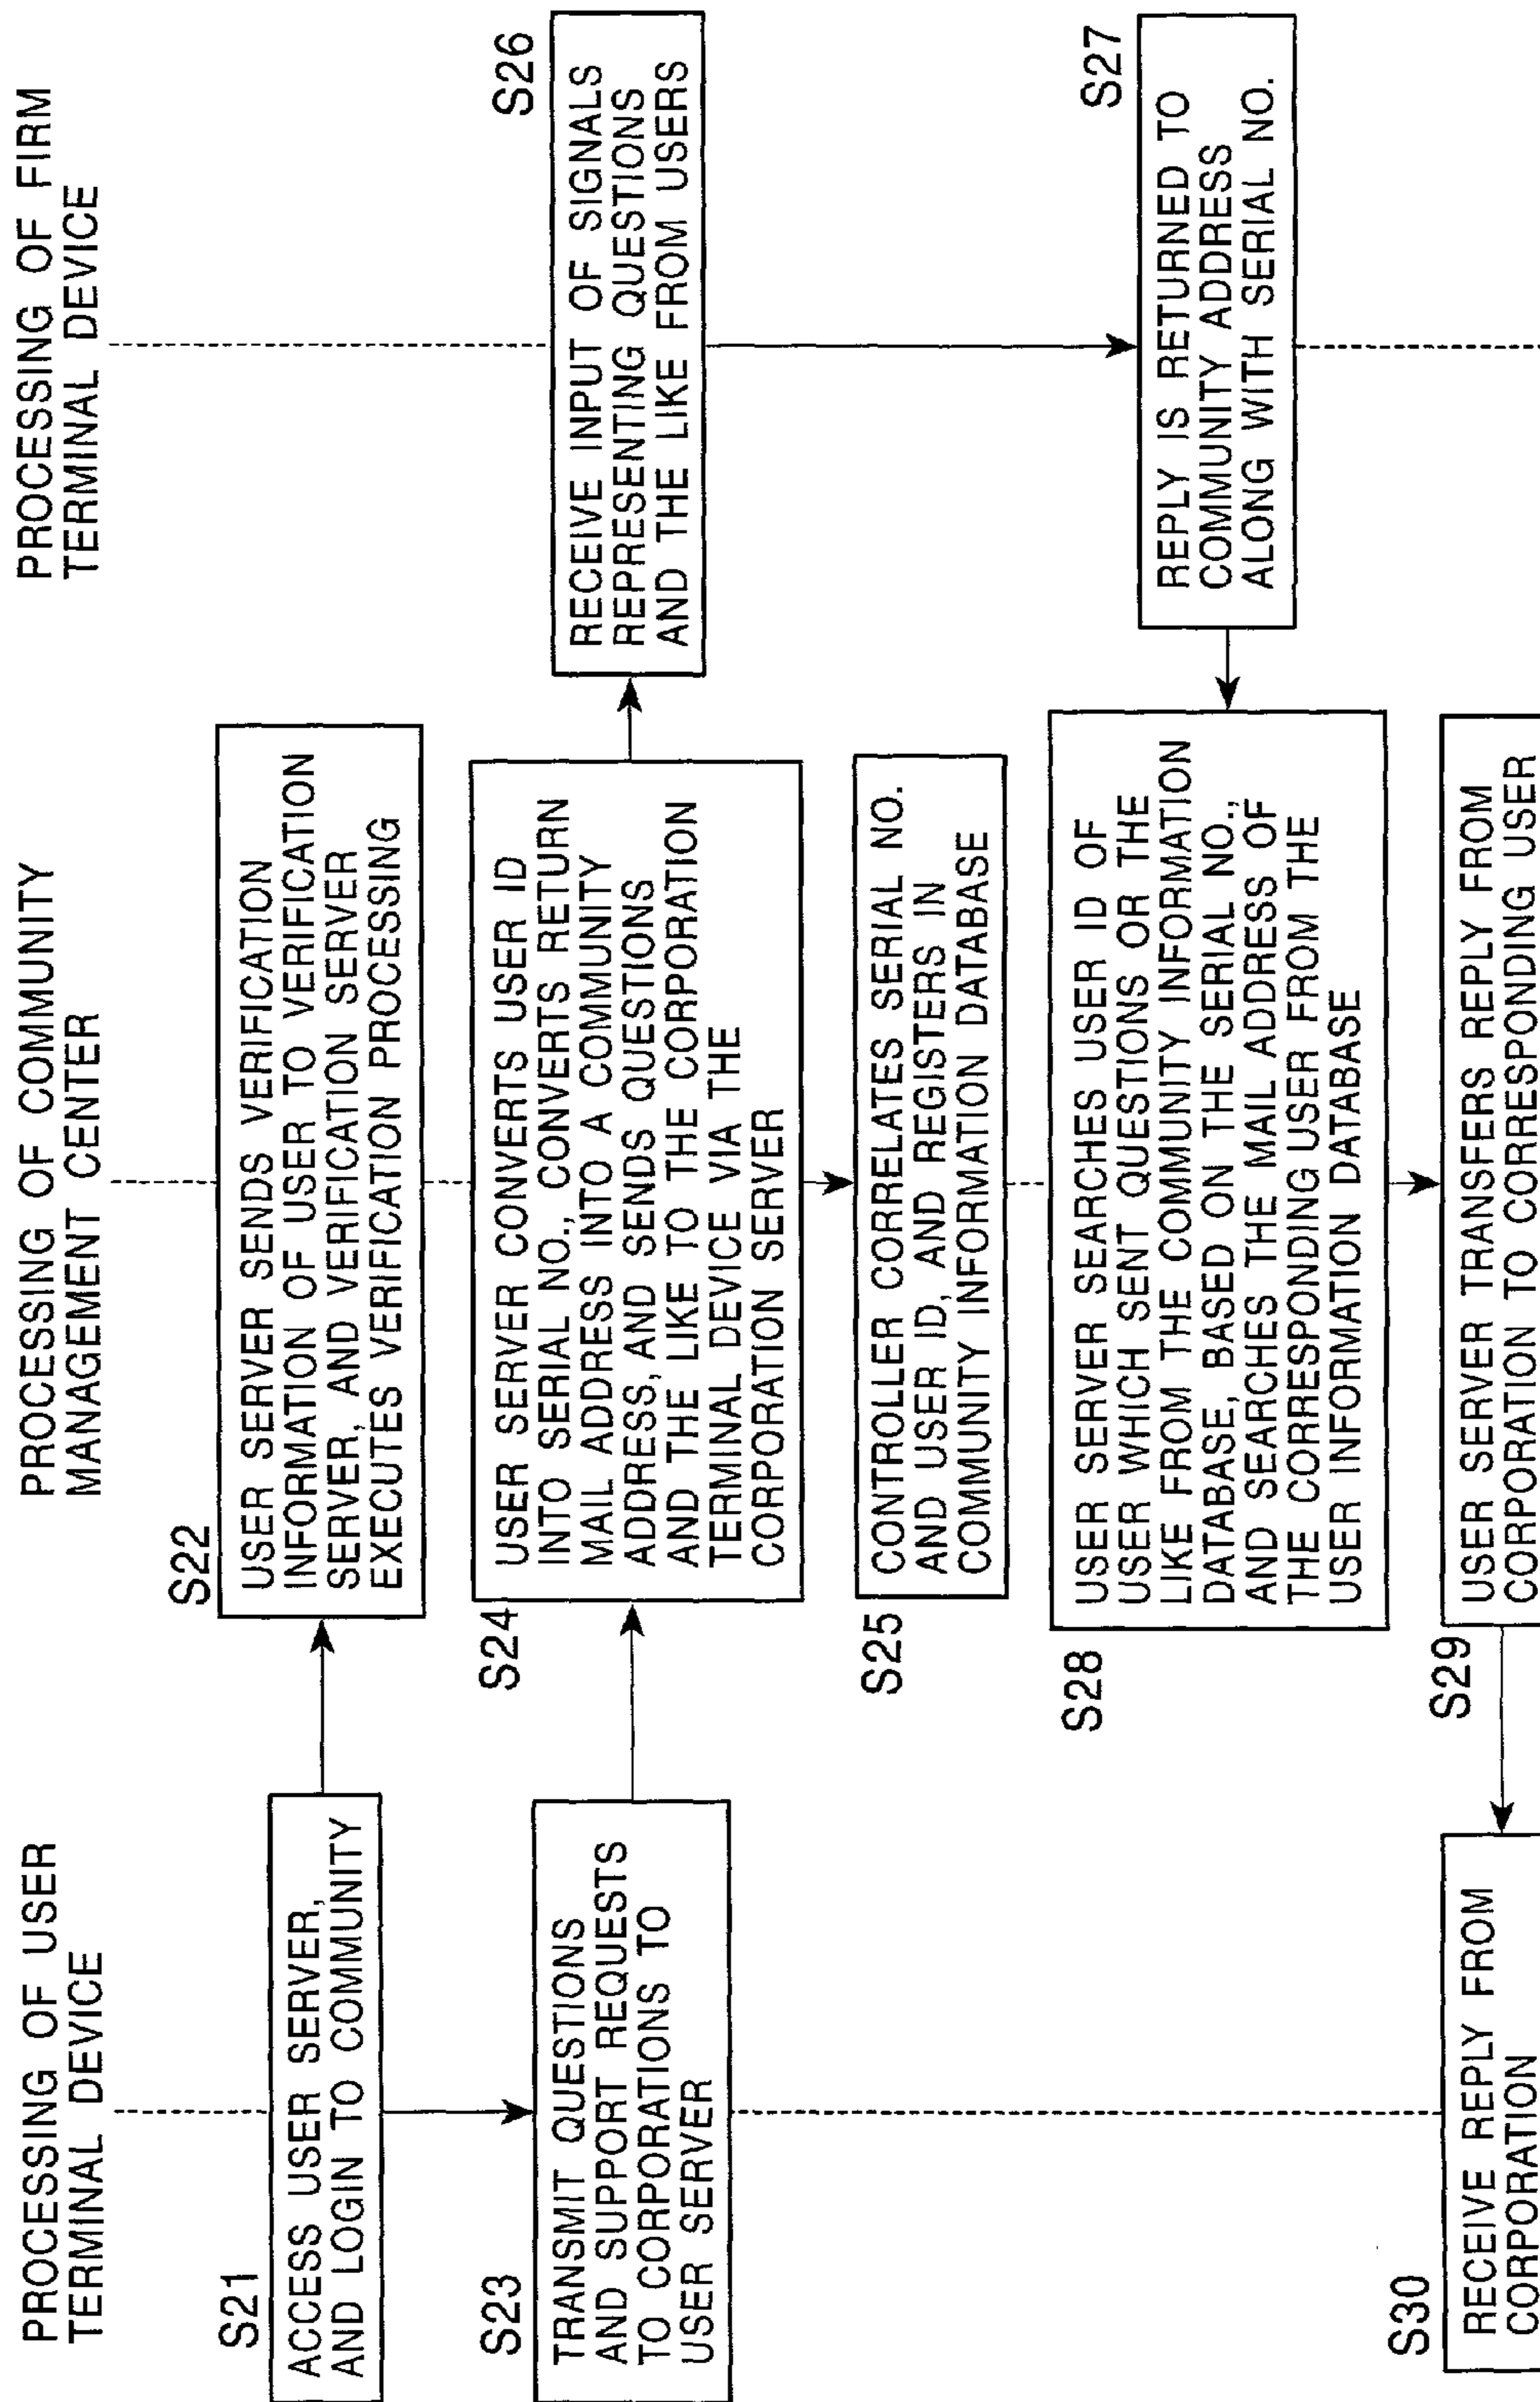 PROCESSING OF USER
TERMINAL DEVICE
PROCESSING OF COMMUNITY
MANAGEMENT CENTER
PROCESSING OF FIRM
TERMINAL DEVICE
S21
ACCESS USER SERVER,
AND LOGIN TO COMMUNITY
S22
USER SERVER SENDS VERIFICATION
INFORMATION OF USER TO VERIFICATION
SERVER, AND VERIFICATION SERVER
EXECUTES VERIFICATION PROCESSING
S23
TRANSMIT QUESTIONS
AND SUPPORT REQUESTS
TO CORPORATIONS TO
USER SERVER
S24
USER SERVER CONVERTS USER ID
INTO SERIAL NO., CONVERTS RETURN
MAIL ADDRESS INTO A COMMUNITY
ADDRESS, AND SENDS QUESTIONS
AND THE LIKE TO THE CORPORATION
TERMINAL DEVICE VIA THE
CORPORATION SERVER
S26
RECEIVE INPUT OF SIGNALS
REPRESENTING QUESTIONS
AND THE LIKE FROM USERS
S25
CONTROLLER CORRELATES SERIAL NO.
AND USER ID, AND REGISTERS IN
COMMUNITY INFORMATION DATABASE
S27
REPLY IS RETURNED TO
COMMUNITY ADDRESS
ALONG WITH SERIAL NO.
S28
USER SERVER SEARCHES USER ID OF
USER WHICH SENT QUESTIONS OR THE
LIKE FROM THE COMMUNITY INFORMATION
DATABASE, BASED ON THE SERIAL NO.,
AND SEARCHES THE MAIL ADDRESS OF
THE CORRESPONDING USER FROM THE
USER INFORMATION DATABASE
S29
USER SERVER TRANSFERS REPLY FROM
CORPORATION TO CORRESPONDING USER
S30
RECEIVE REPLY FROM
CORPORATION